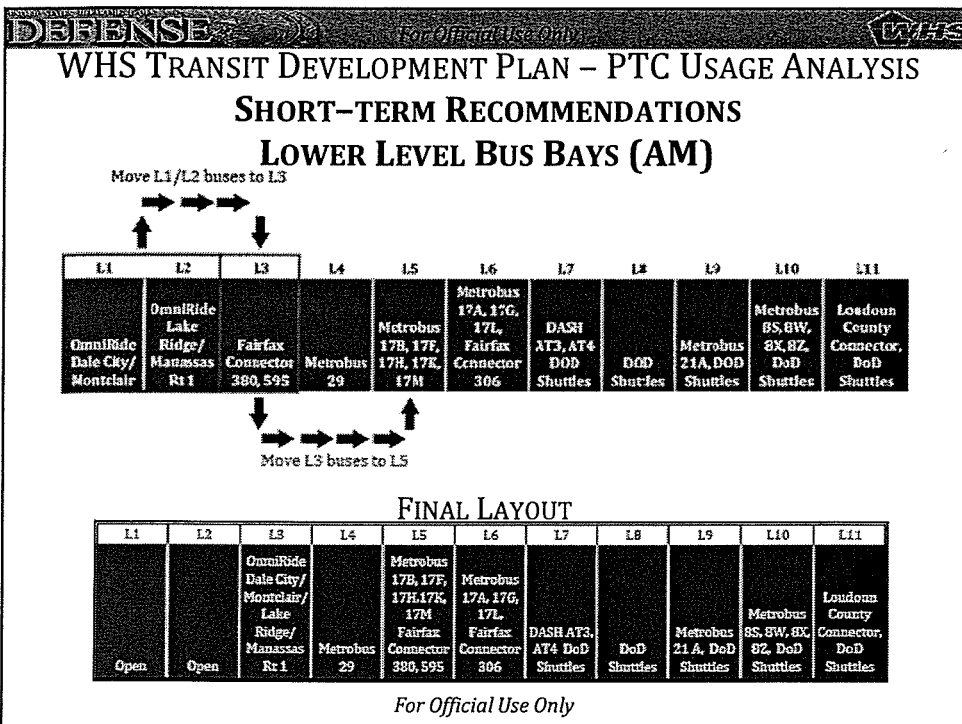 UNITED STATES DEPARTMENT OF
DEFENSE
For Official Use Only
WHS
WHS TRANSIT DEVELOPMENT PLAN – PTC USAGE ANALYSIS
SHORT–TERM RECOMMENDATIONS
LOWER LEVEL BUS BAYS (AM)
Move L1/L2 buses to L3
L1
OmniRide
Dale City/
Montclair
L2
OmniRide
Lake
Ridge/
Manassas
Rt 1
L3
Fairfax
Connector
380, 595
L4
Metrobus
29
L5
Metrobus
17B, 17F,
17H, 17K,
17M
L6
Metrobus
17A, 17G,
17L,
Fairfax
Connector
306
L7
DASH
AT3, AT4
DOD
Shuttles
L8
DOD
Shuttles
L9
Metrobus
21A, DOD
Shuttles
L10
Metrobus
8S, 8W,
8X, 8Z,
DoD
Shuttles
L11
Loudoun
County
Connector,
DoD
Shuttles
Move L3 buses to L5
FINAL LAYOUT
L1
Open
L2
Open
L3
OmniRide
Dale City/
Montclair/
Lake
Ridge/
Manassas
Rt 1
L4
Metrobus
29
L5
Metrobus
17B, 17F,
17H.17K,
17M
Fairfax
Connector
380, 595
L6
Metrobus
17A, 17G,
17L,
Fairfax
Connector
306
L7
DASH AT3,
AT4 DoD
Shuttles
L8
DoD
Shuttles
L9
Metrobus
21 A, DoD
Shuttles
L10
Metrobus
8S, 8W, 8X,
8Z, DoD
Shuttles
L11
Loudoun
County
Connector,
DoD
Shuttles
For Official Use Only